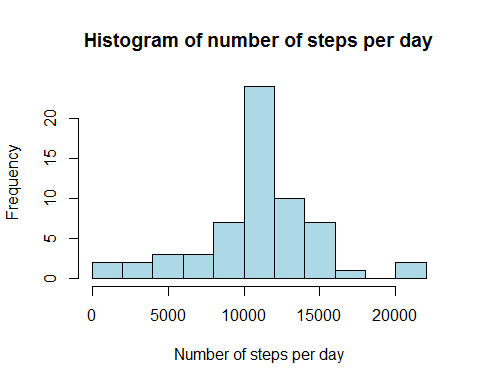 Histogram of number of steps per day
Frequency
20
15
10
5
0
0 5000 10000 15000 20000
Number of steps per day